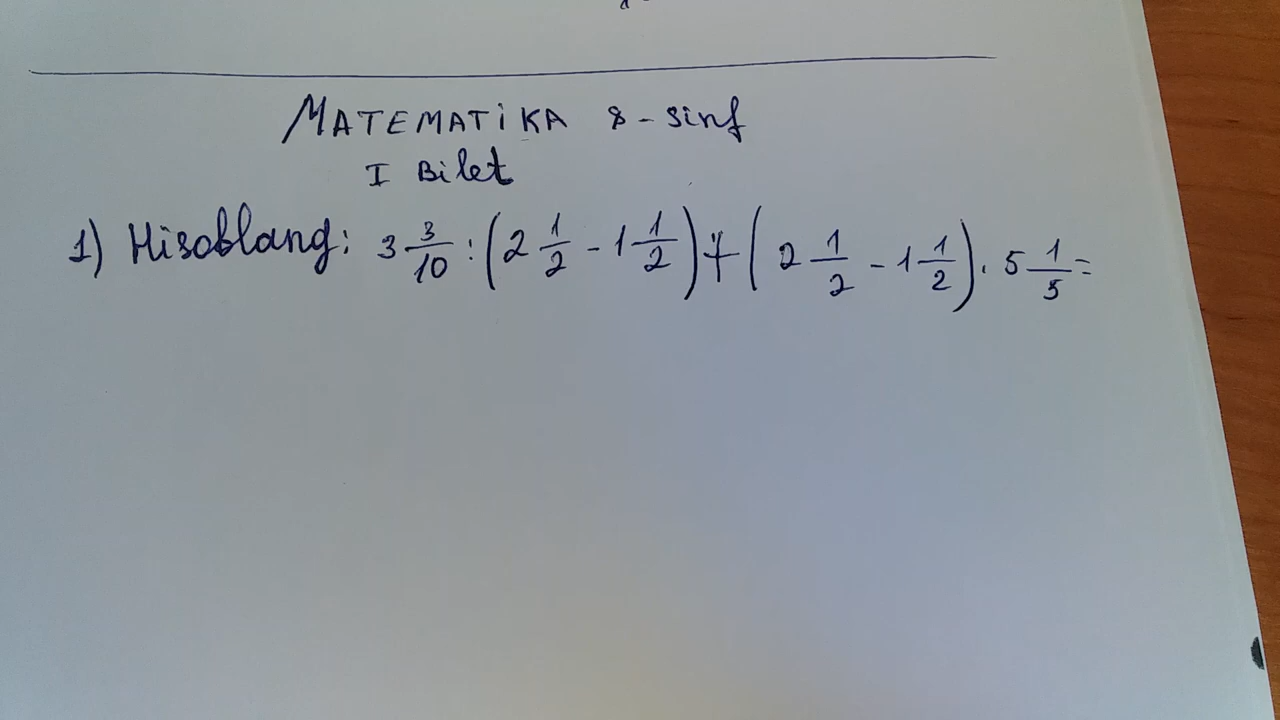 MATEMATIKA 8-sinf
I Bilet
1) Hisoblang: 3 3/10 : (2 1/2 - 1 1/2) + (2 1/2 - 1 1/2) · 5 1/5 =